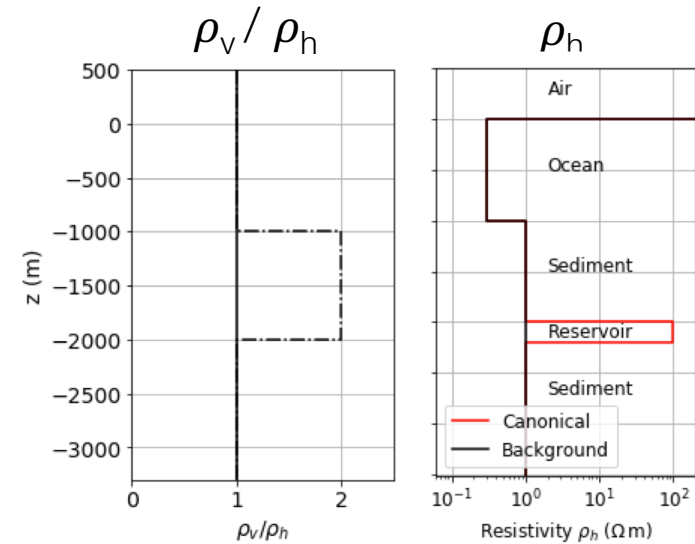 ρv / ρh
500
0
−500
−1000
−1500
−2000
−2500
−3000
z (m)
0 1 2
ρv/ρh
ρh
Air
Ocean
Sediment
Reservoir
Sediment
Canonical
Background
10⁻¹ 10⁰ 10¹ 10²
Resistivity ρh (Ω m)